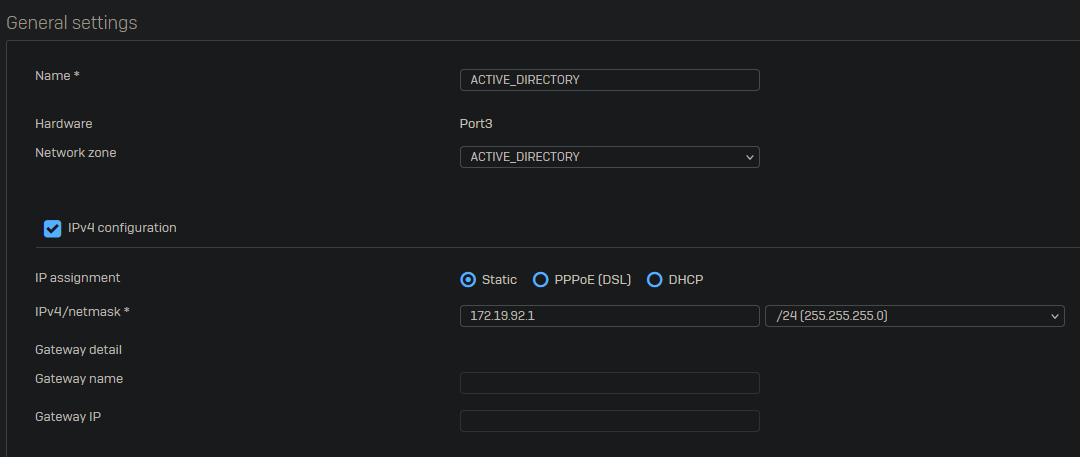 General settings
Name *
ACTIVE_DIRECTORY
Hardware
Port3
Network zone
ACTIVE_DIRECTORY
IPv4 configuration
IP assignment
Static
PPPoE (DSL)
DHCP
IPv4/netmask *
172.19.92.1
/24 (255.255.255.0)
Gateway detail
Gateway name
Gateway IP